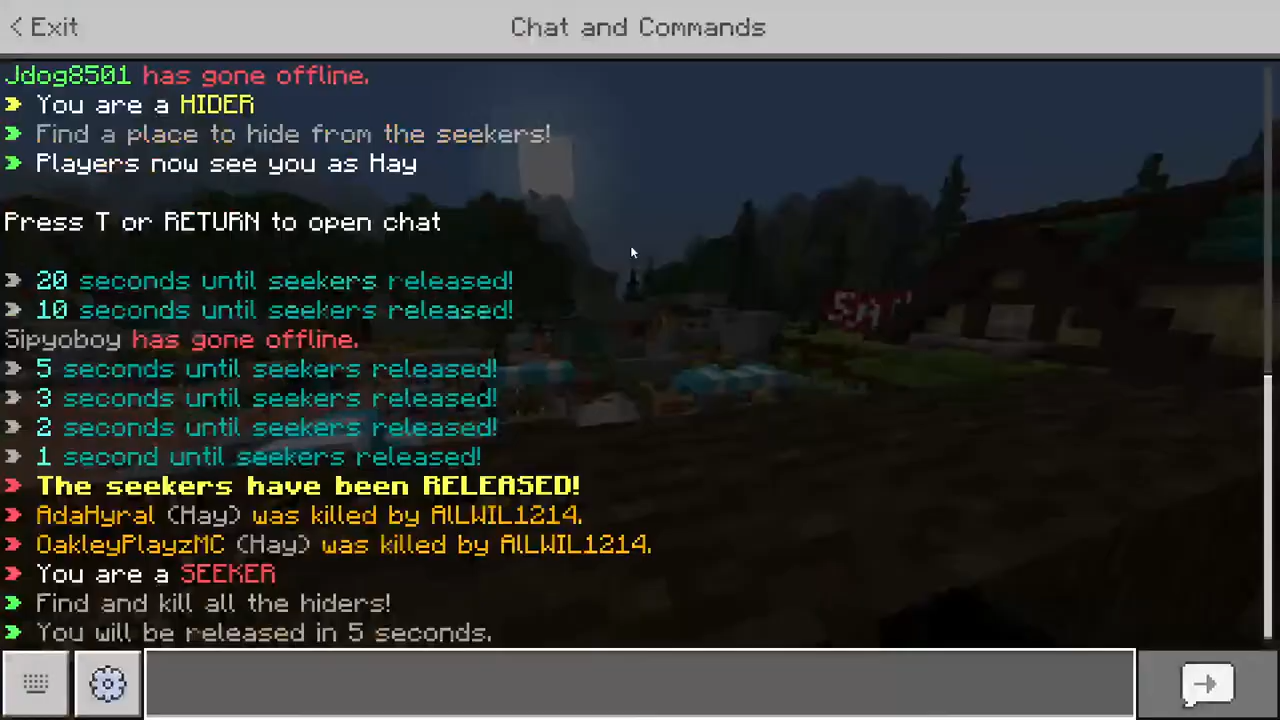 Exit
Chat and Commands
Jdog8501 has gone offline.
You are a HIDER
Find a place to hide from the seekers!
Players now see you as Hay
Press T or RETURN to open chat
20 seconds until seekers released!
10 seconds until seekers released!
Sipyoboy has gone offline.
5 seconds until seekers released!
3 seconds until seekers released!
2 seconds until seekers released!
1 second until seekers released!
The seekers have been RELEASED!
AdaHyral (Hay) was killed by AlLWIL1214.
OakleyPlayzMC (Hay) was killed by AlLWIL1214.
You are a SEEKER
Find and kill all the hiders!
You will be released in 5 seconds.